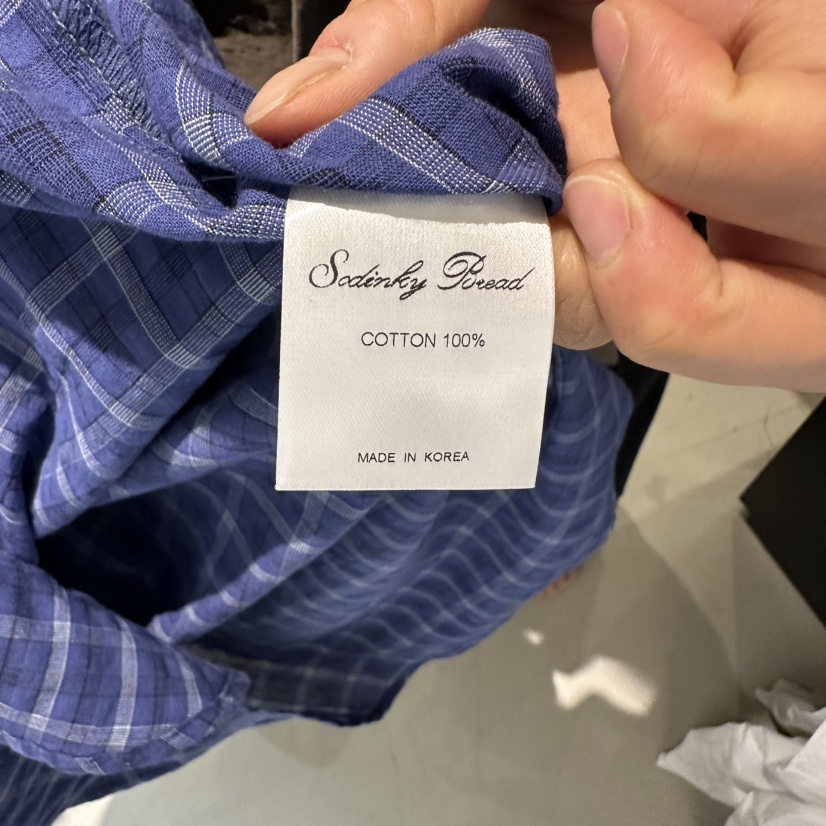 Sodinky Bread
COTTON 100%
MADE IN KOREA